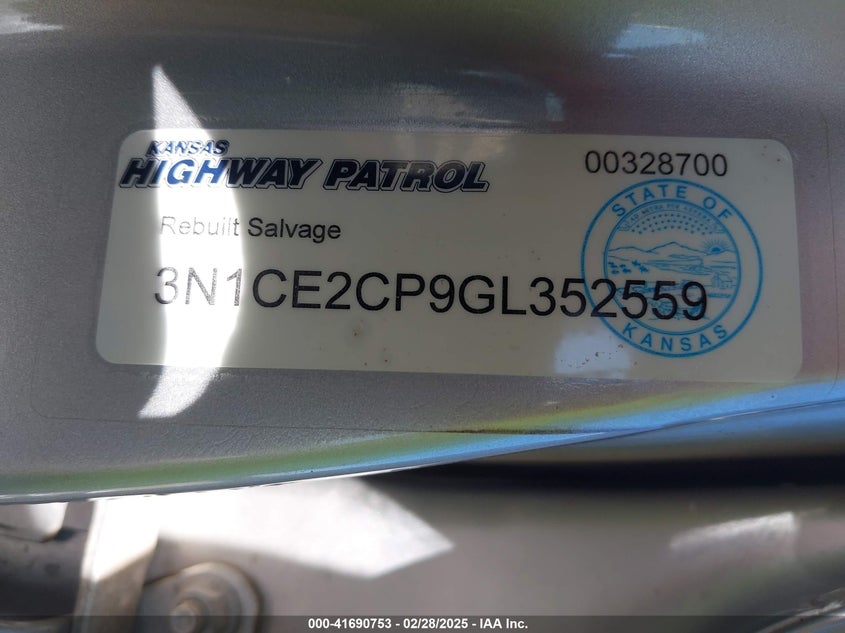 KANSAS
HIGHWAY PATROL
00328700
Rebuilt Salvage
3N1CE2CP9GL352559
STATE OF
KANSAS
000-41690753 — 02/28/2025 — IAA Inc.